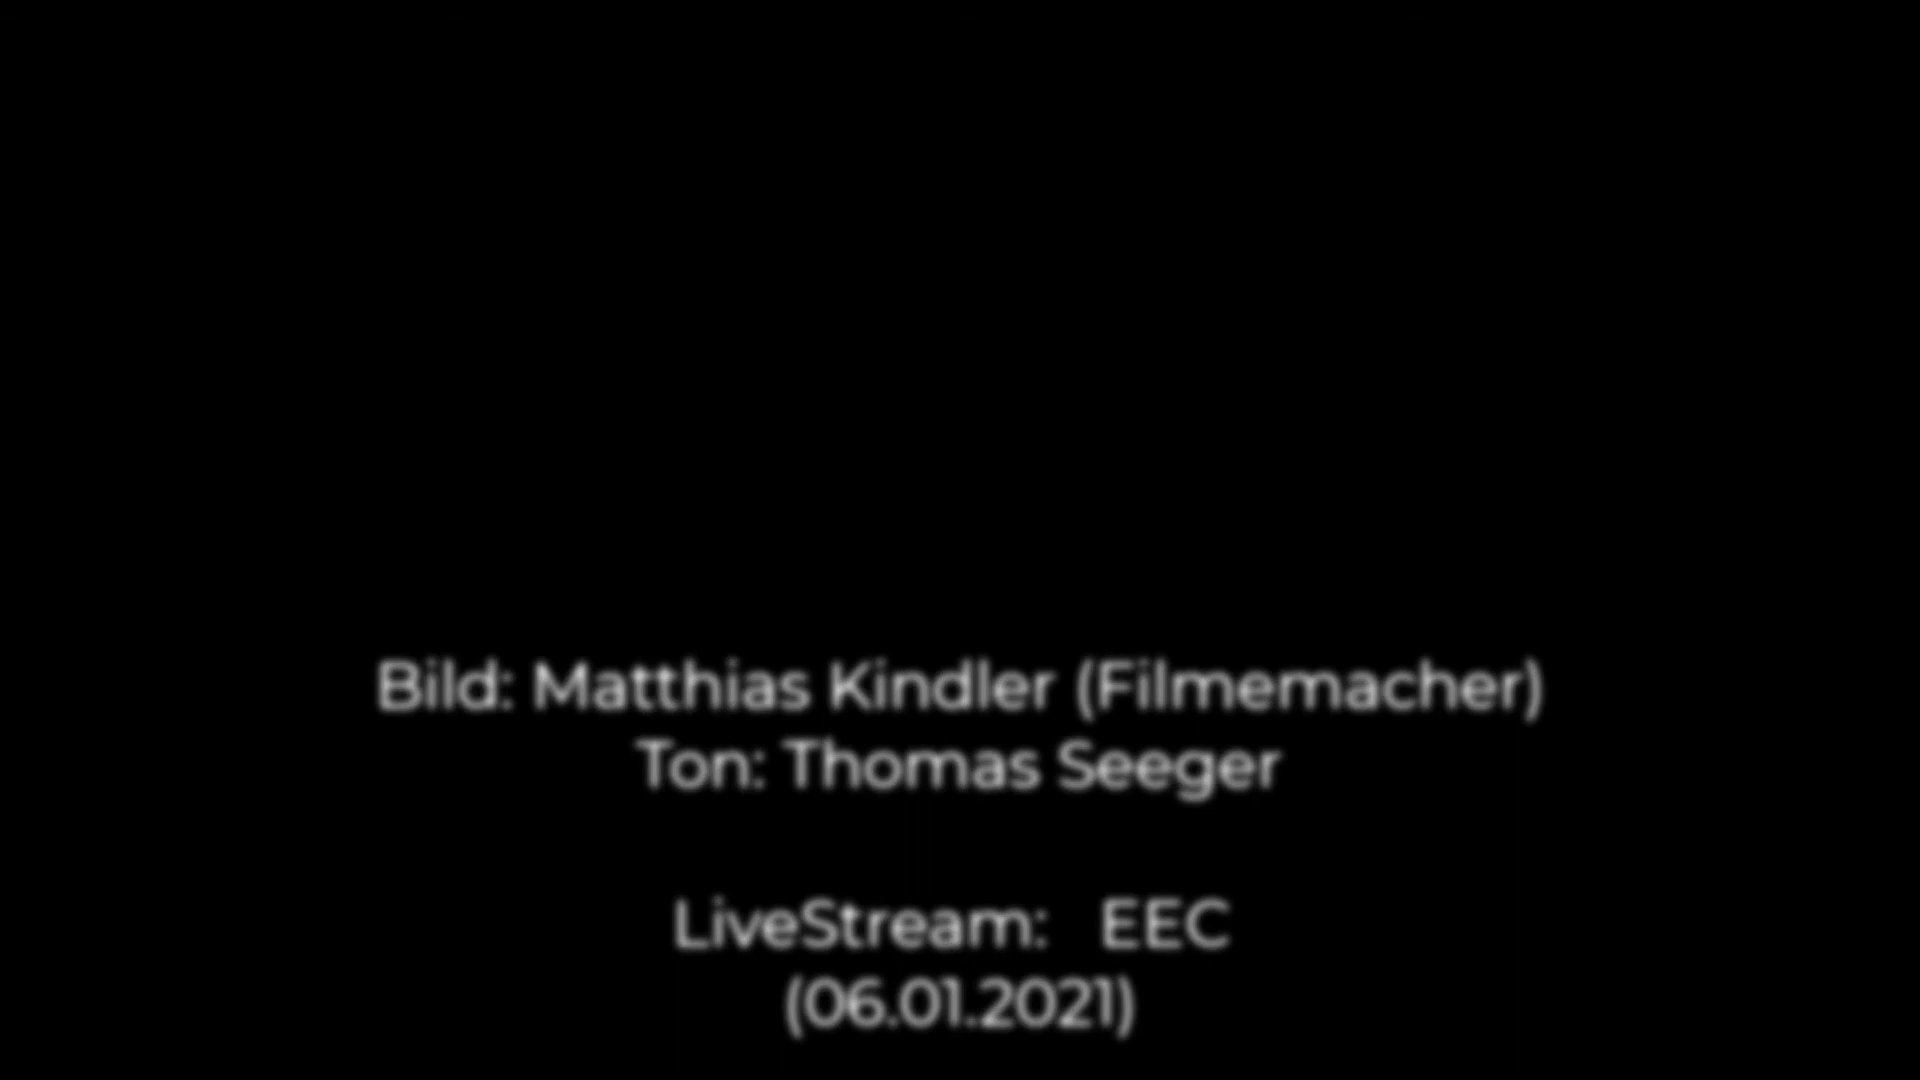 Bild: Matthias Kindler (Filmemacher)
Ton: Thomas Seeger
LiveStream: EEC
(06.01.2021)